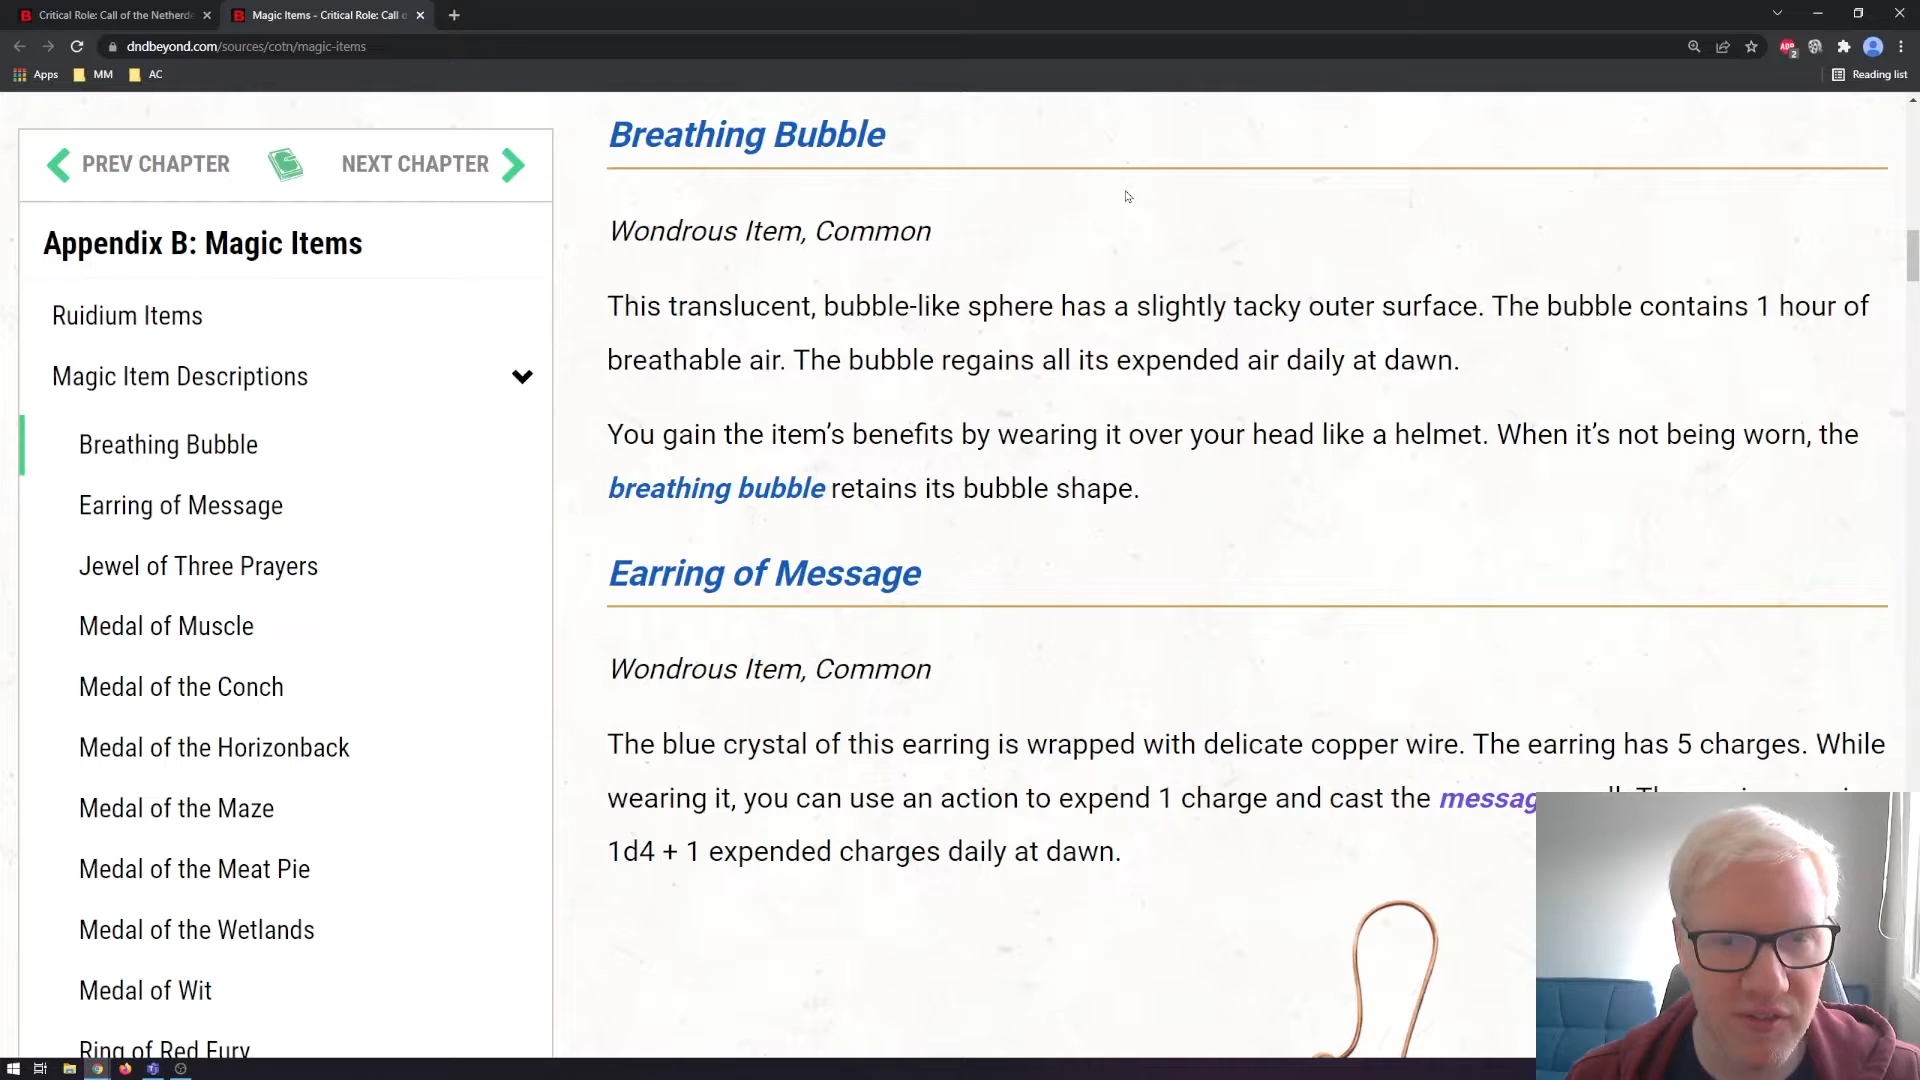 Critical Role: Call of the Netherde
Magic Items - Critical Role: Call o
dndbeyond.com/sources/cotn/magic-items
ABP
2
Apps
MM
AC
Reading list
PREV CHAPTER
NEXT CHAPTER
Appendix B: Magic Items
Ruidium Items
Magic Item Descriptions
Breathing Bubble
Earring of Message
Jewel of Three Prayers
Medal of Muscle
Medal of the Conch
Medal of the Horizonback
Medal of the Maze
Medal of the Meat Pie
Medal of the Wetlands
Medal of Wit
Ring of Red Fury
Breathing Bubble
Wondrous Item, Common
This translucent, bubble-like sphere has a slightly tacky outer surface. The bubble contains 1 hour of
breathable air. The bubble regains all its expended air daily at dawn.
You gain the item’s benefits by wearing it over your head like a helmet. When it’s not being worn, the
breathing bubble retains its bubble shape.
Earring of Message
Wondrous Item, Common
The blue crystal of this earring is wrapped with delicate copper wire. The earring has 5 charges. While
wearing it, you can use an action to expend 1 charge and cast the messag
1d4 + 1 expended charges daily at dawn.